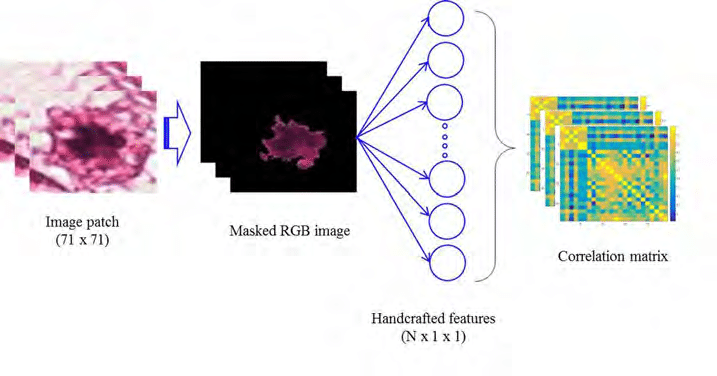 Image patch
(71 x 71)
Masked RGB image
Handcrafted features
(N x 1 x 1)
Correlation matrix